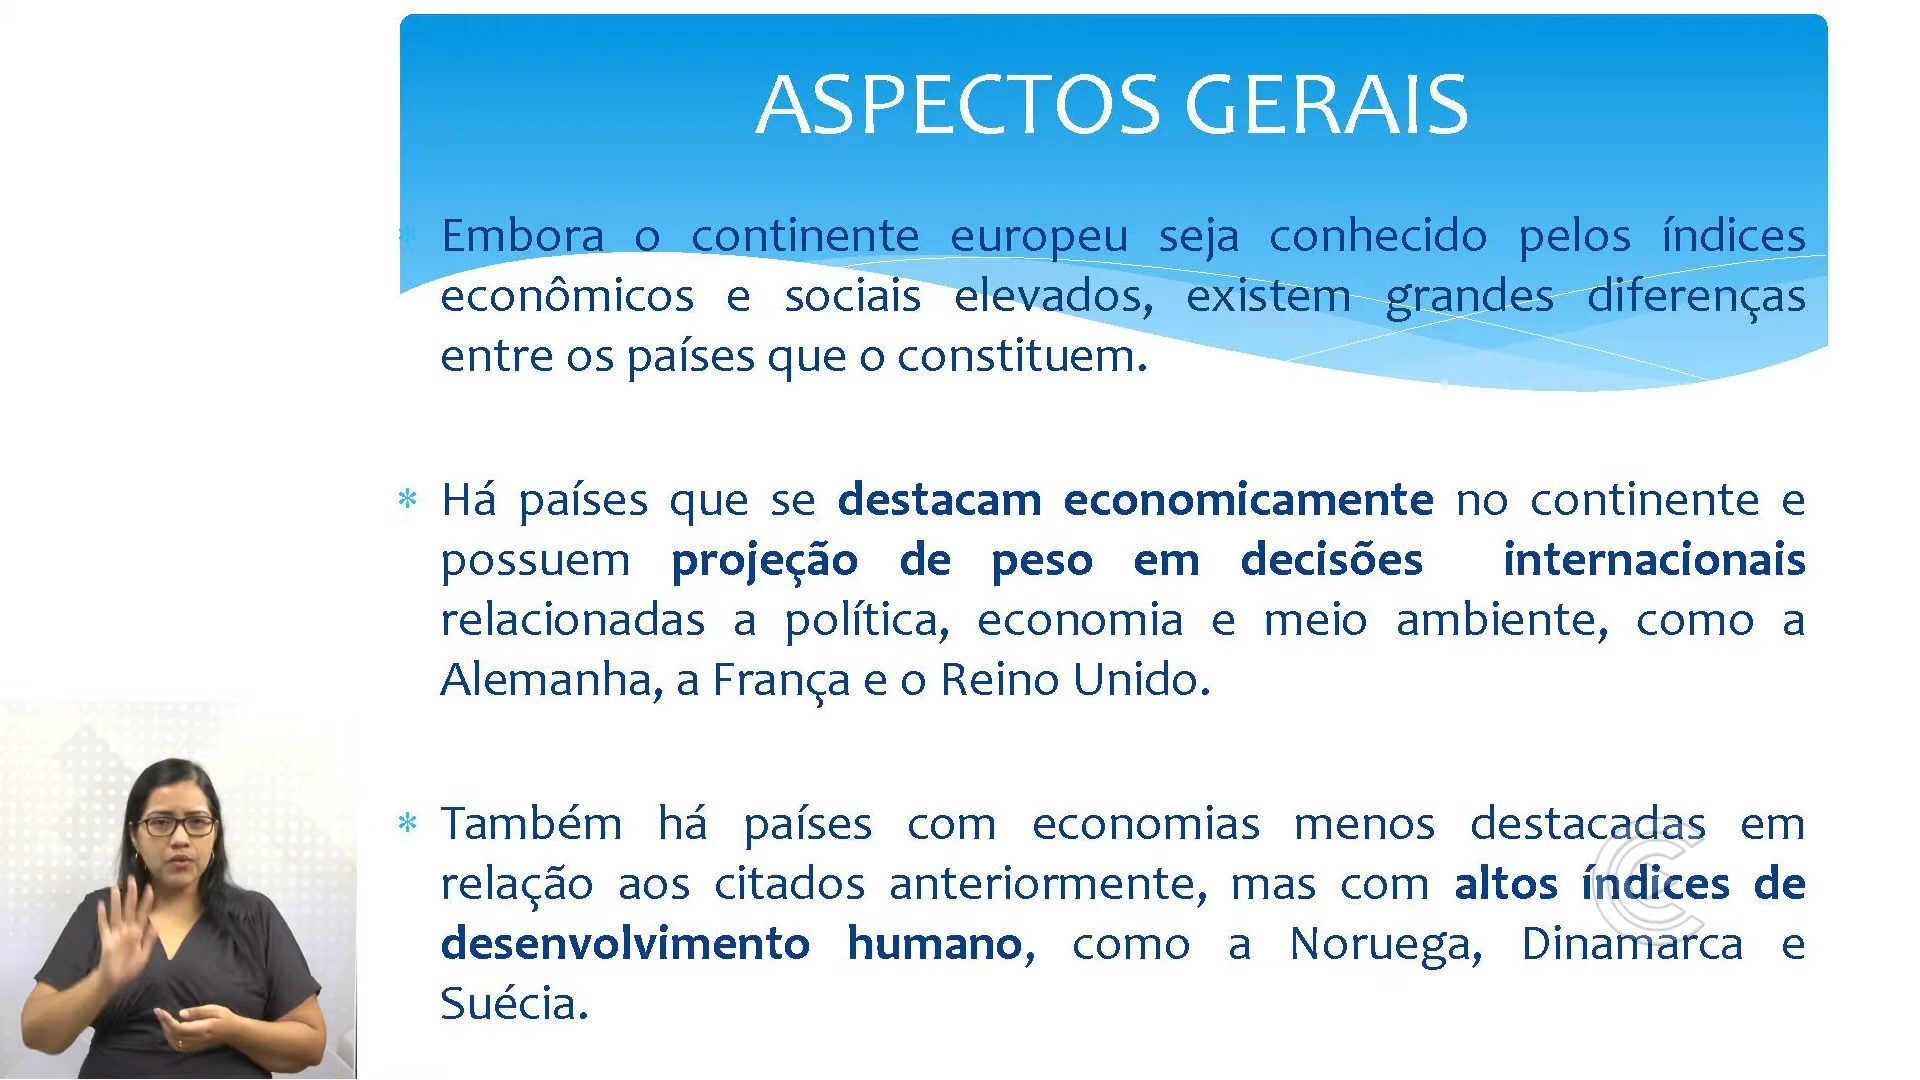 ASPECTOS GERAIS
* Embora o continente europeu seja conhecido pelos índices
econômicos e sociais elevados, existem grandes diferenças
entre os países que o constituem.
* Há países que se destacam economicamente no continente e
possuem projeção de peso em decisões internacionais
relacionadas a política, economia e meio ambiente, como a
Alemanha, a França e o Reino Unido.
* Também há países com economias menos destacadas em
relação aos citados anteriormente, mas com altos índices de
desenvolvimento humano, como a Noruega, Dinamarca e
Suécia.